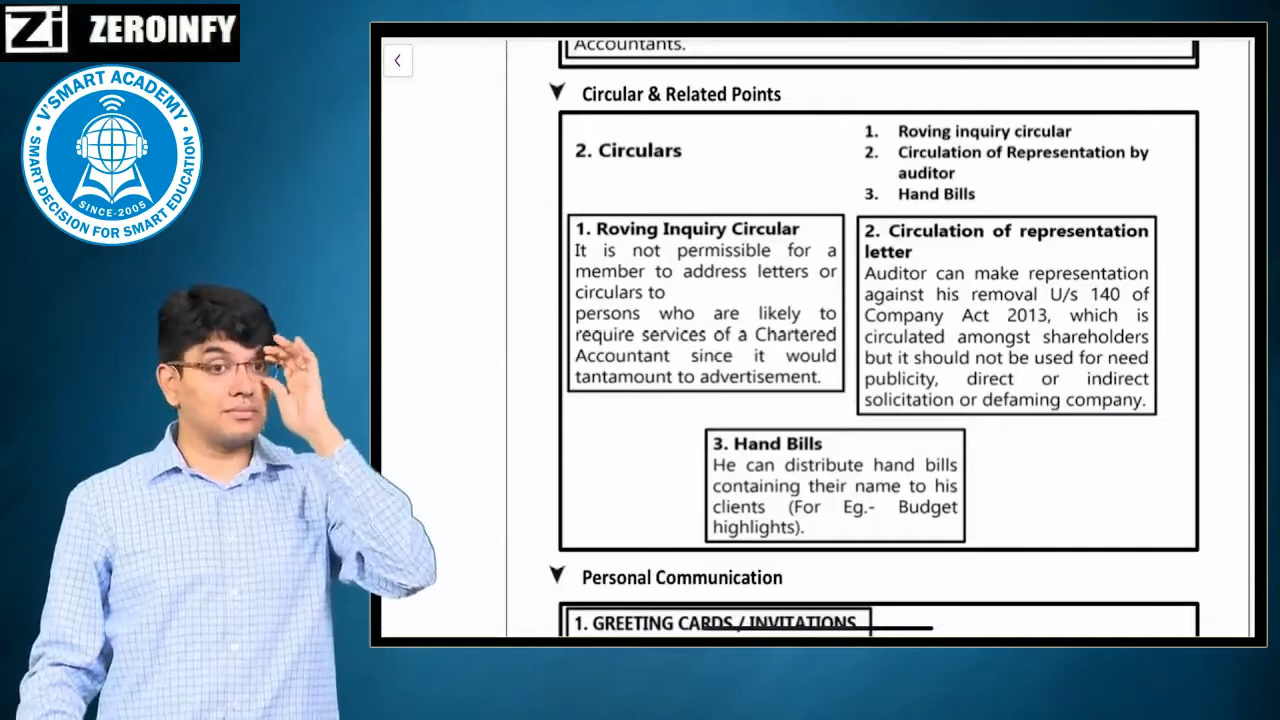 Zi ZEROINFY
V'SMART ACADEMY
SMART DECISION FOR SMART EDUCATION
SINCE-2005
Accountants.
Circular & Related Points
2. Circulars
1. Roving inquiry circular
2. Circulation of Representation by
auditor
3. Hand Bills
1. Roving Inquiry Circular
It is not permissible for a
member to address letters or
circulars to
persons who are likely to
require services of a Chartered
Accountant since it would
tantamount to advertisement.
2. Circulation of representation
letter
Auditor can make representation
against his removal U/s 140 of
Company Act 2013, which is
circulated amongst shareholders
but it should not be used for need
publicity, direct or indirect
solicitation or defaming company.
3. Hand Bills
He can distribute hand bills
containing their name to his
clients (For Eg.- Budget
highlights).
Personal Communication
1. GREETING CARDS / INVITATIONS